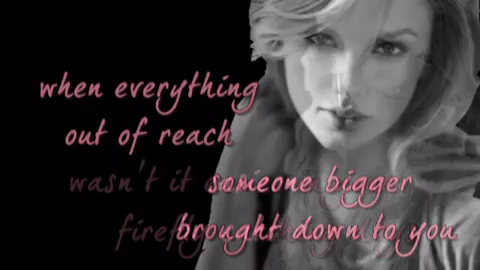 when everything
out of reach
wasn't it someone bigger
brought down to you